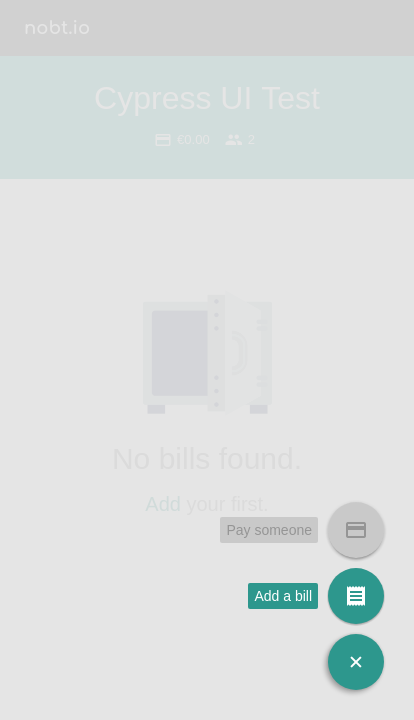 nobt.io
Cypress UI Test
€0.00 2
No bills found.
Add your first.
Pay someone
Add a bill